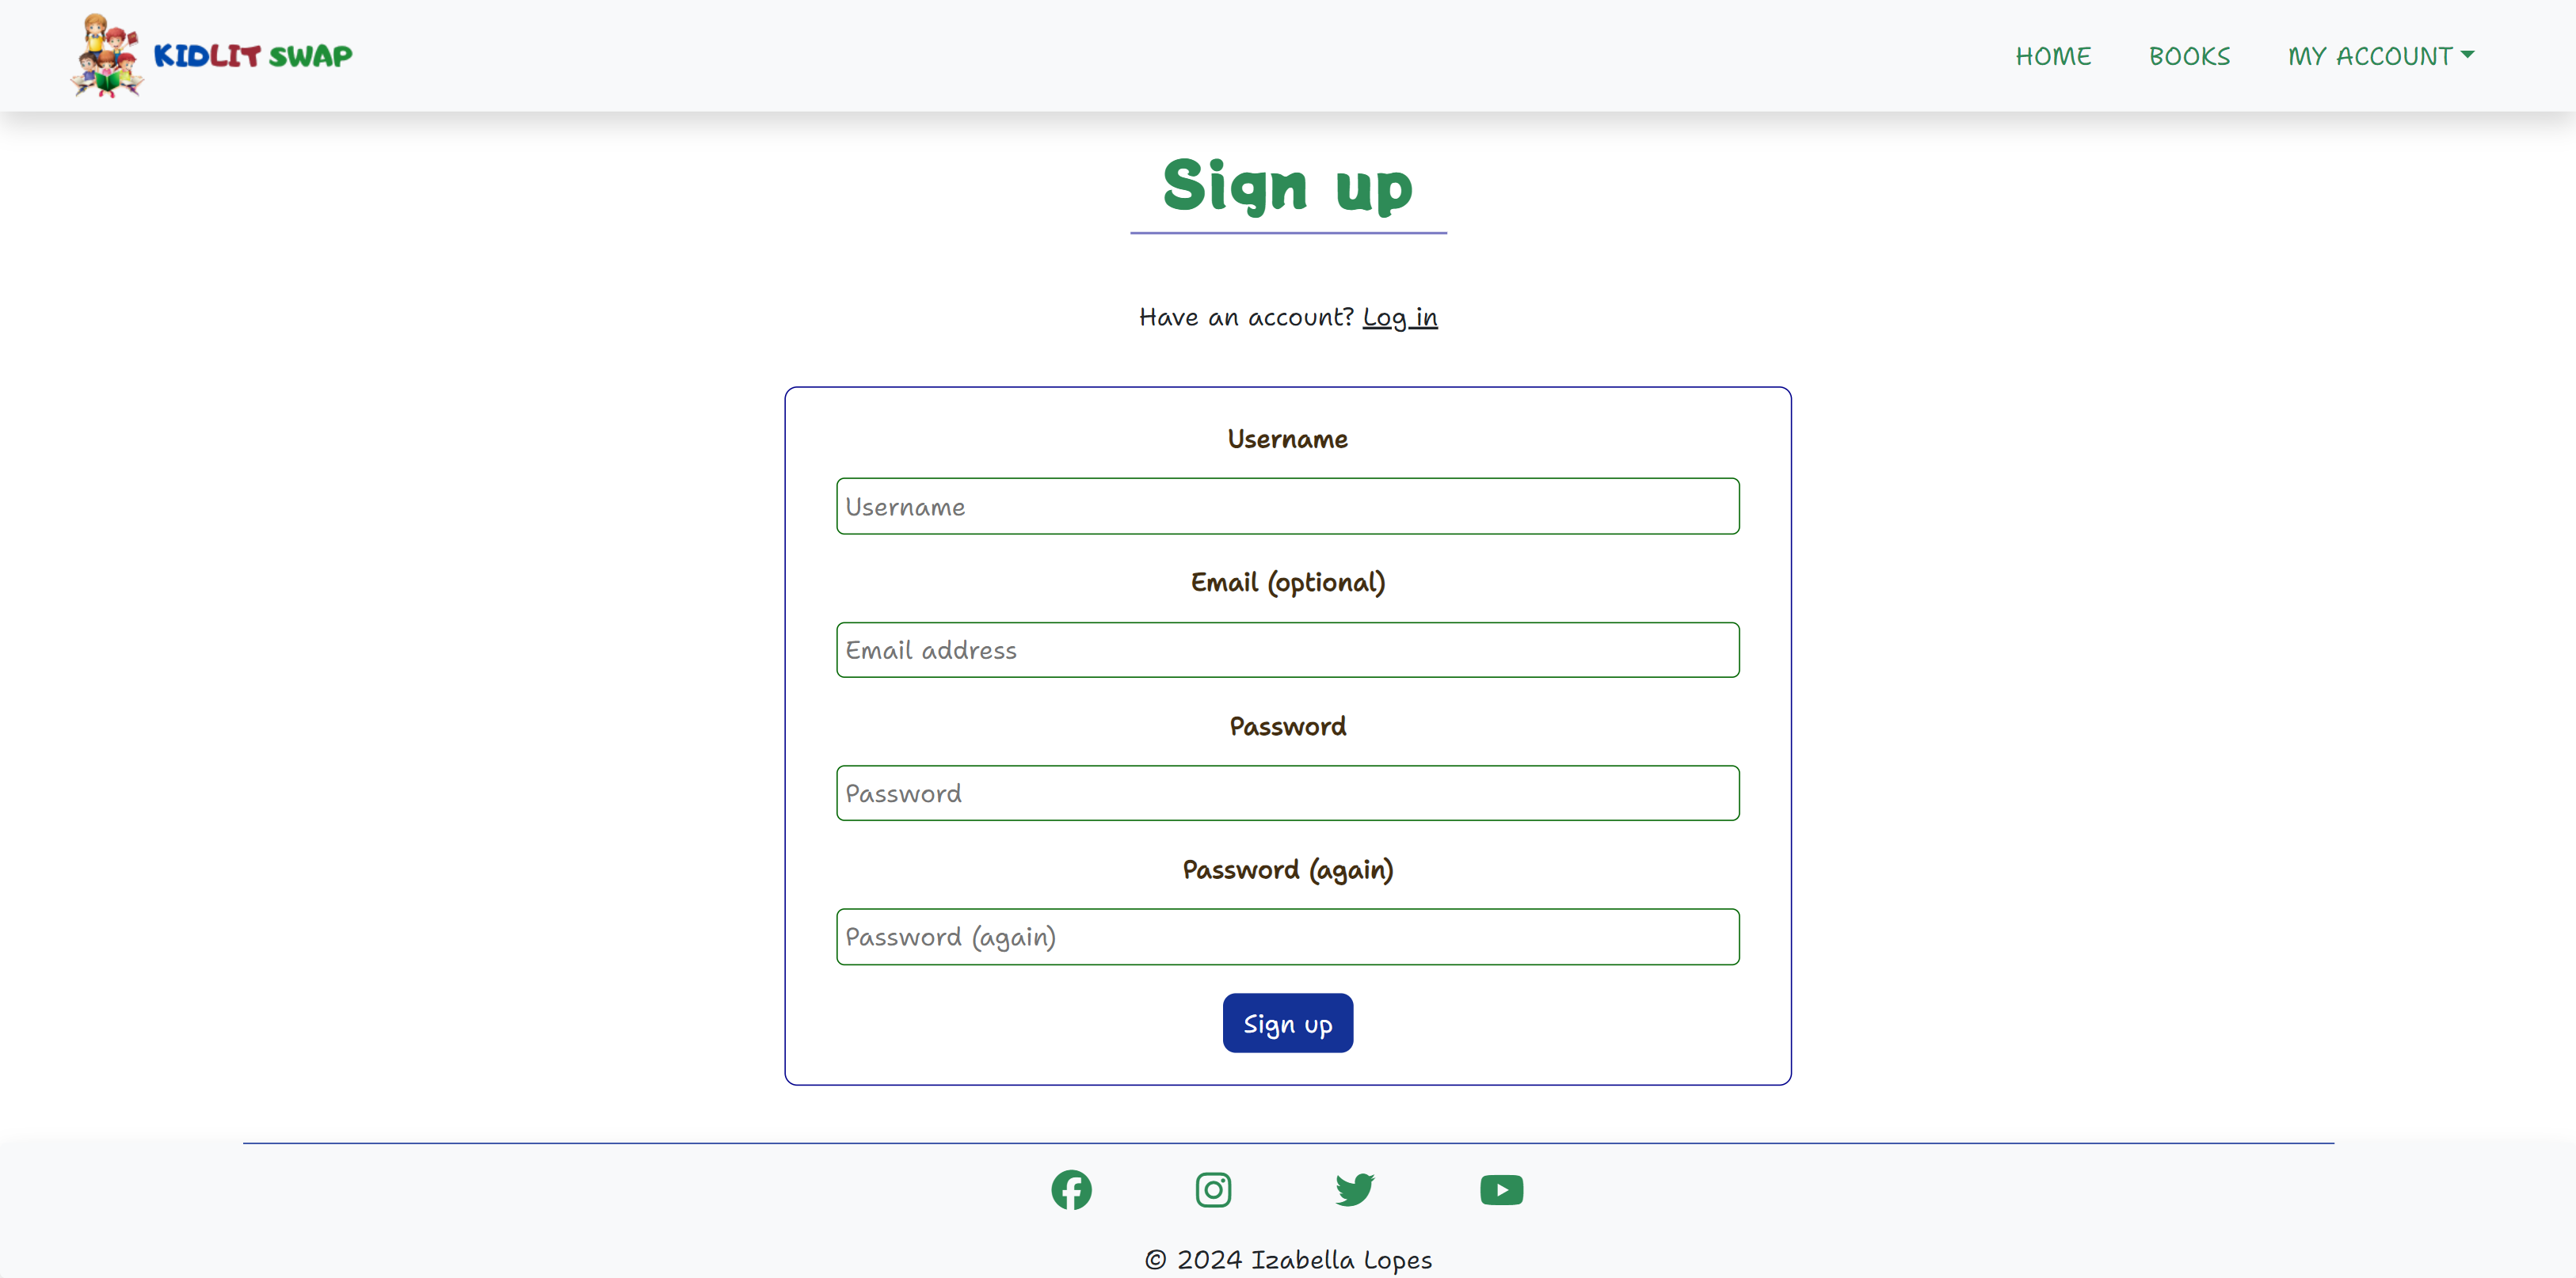 KIDLIT SWAP
HOME BOOKS MY ACCOUNT
Sign up
Have an account? Log in
Username
Username
Email (optional)
Email address
Password
Password
Password (again)
Password (again)
Sign up
© 2024 Izabella Lopes